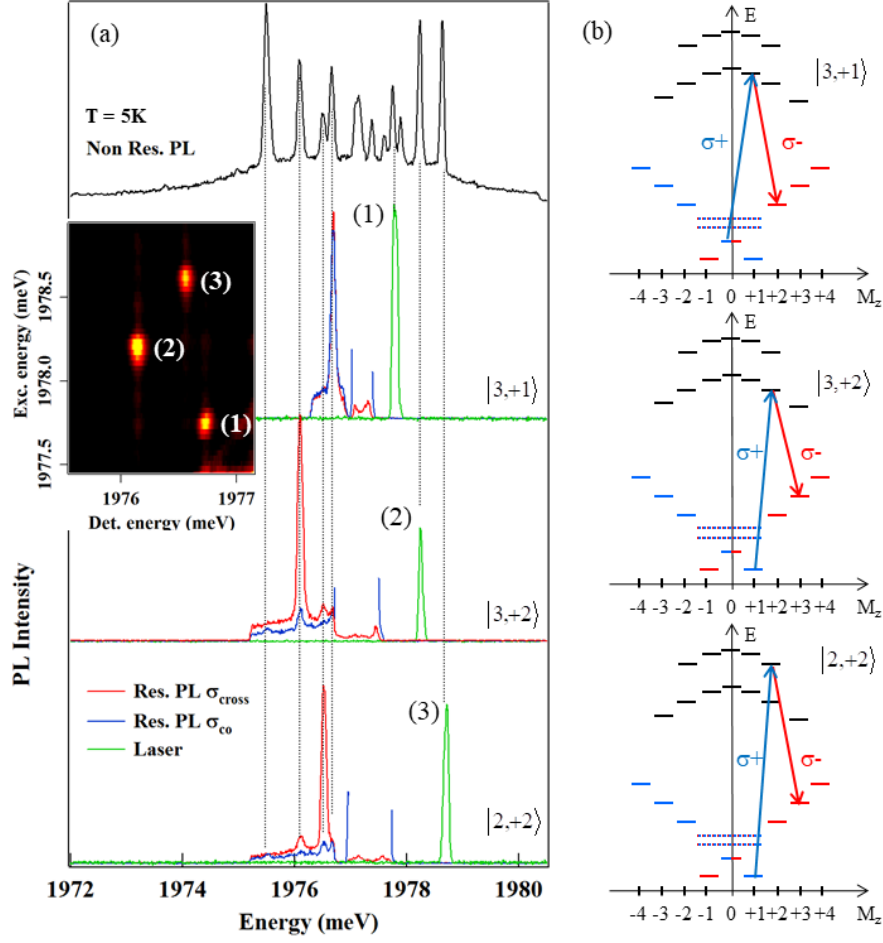 (a)
T = 5K
Non Res. PL
(1)
Exc. energy (meV)
1978.5
1978.0
1977.5
(3)
(2)
(1)
1976 1977
Det. energy (meV)
|3,+1⟩
(2)
|3,+2⟩
PL Intensity
Res. PL σcross
Res. PL σco
Laser
(3)
|2,+2⟩
1972 1974 1976 1978 1980
Energy (meV)
(b)
E
|3,+1⟩
σ+ σ-
-4 -3 -2 -1 0 +1 +2 +3 +4 Mz
E
|3,+2⟩
σ+ σ-
-4 -3 -2 -1 0 +1 +2 +3 +4 Mz
E
|2,+2⟩
σ+ σ-
-4 -3 -2 -1 0 +1 +2 +3 +4 Mz